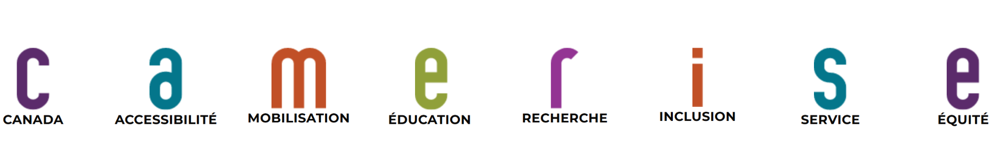 c a m e r i s e
CANADA ACCESSIBILITÉ MOBILISATION ÉDUCATION RECHERCHE INCLUSION SERVICE ÉQUITÉ